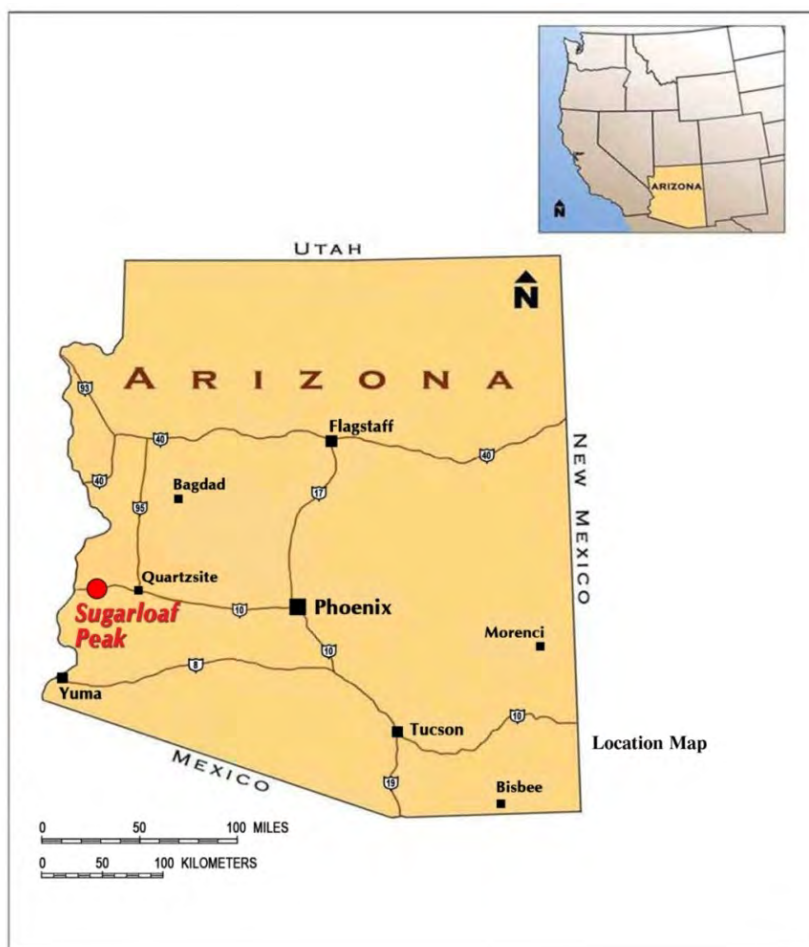 ARIZONA
N
UTAH
N
ARIZONA
93
Flagstaff
40
40
NEW MEXICO
40
Bagdad
17
95
Quartzsite
Sugarloaf
Peak
10
Phoenix
10
Morenci
8
Yuma
10
Tucson
Location Map
MEXICO
19
Bisbee
0 50 100 MILES
0 50 100 KILOMETERS